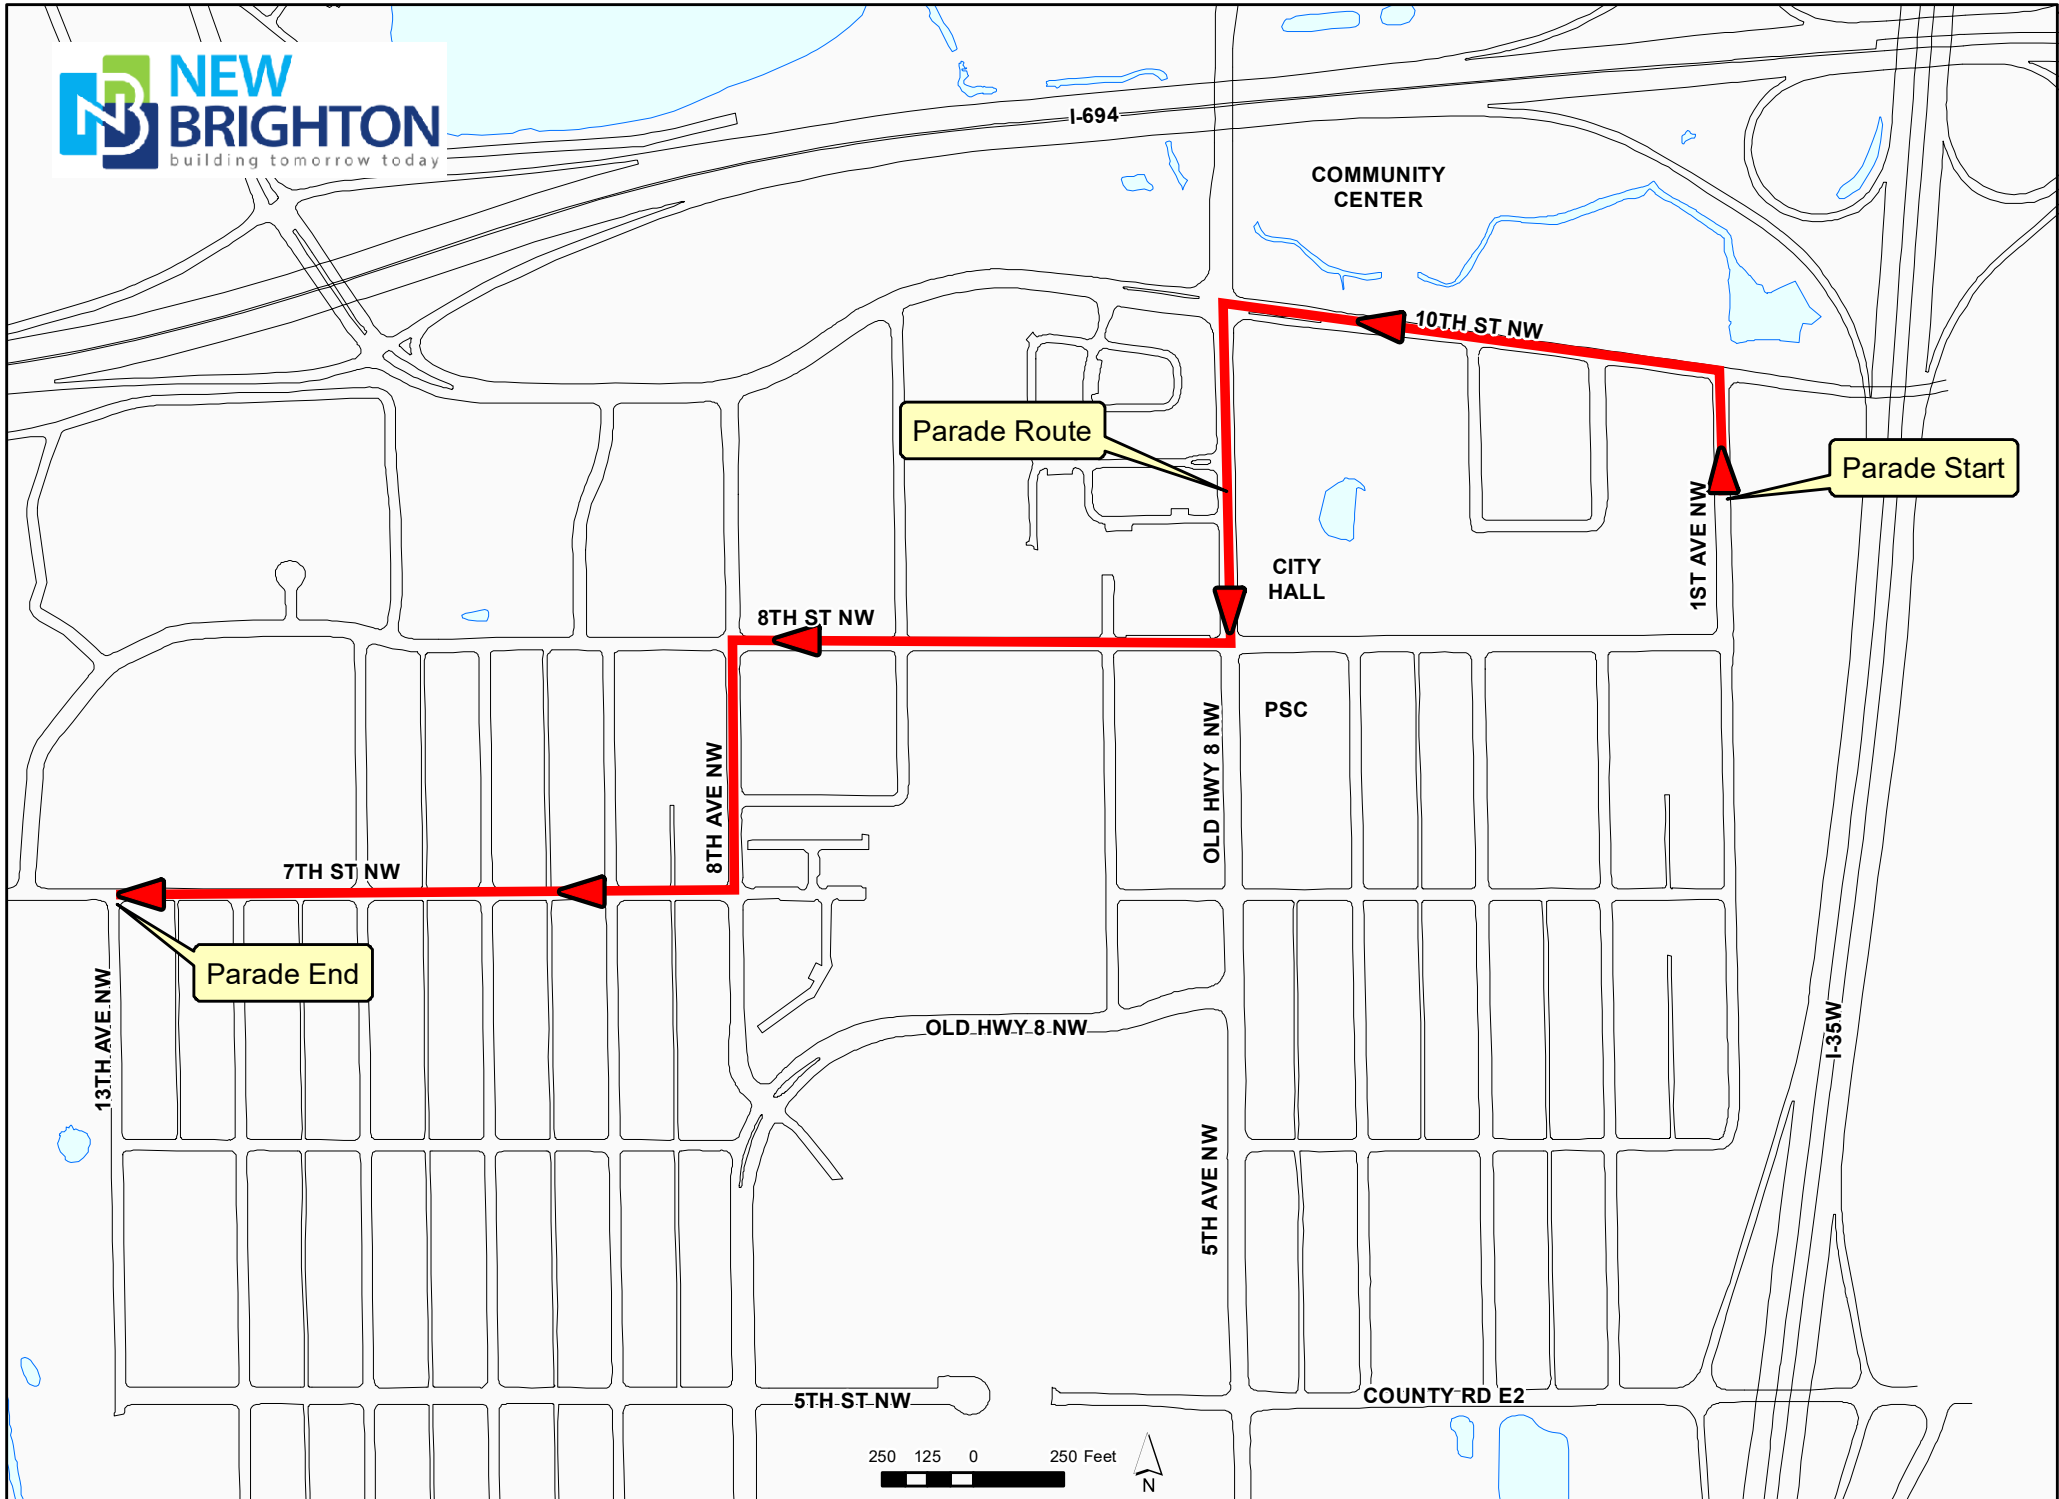 NEW
BRIGHTON
building tomorrow today
I-694
COMMUNITY
CENTER
10TH ST NW
Parade Route
Parade Start
1ST AVE NW
CITY
HALL
8TH ST NW
PSC
OLD HWY 8 NW
8TH AVE NW
7TH ST NW
Parade End
13TH AVE NW
OLD HWY 8 NW
I-35W
5TH AVE NW
5TH ST NW
COUNTY RD E2
250 125 0 250 Feet
N